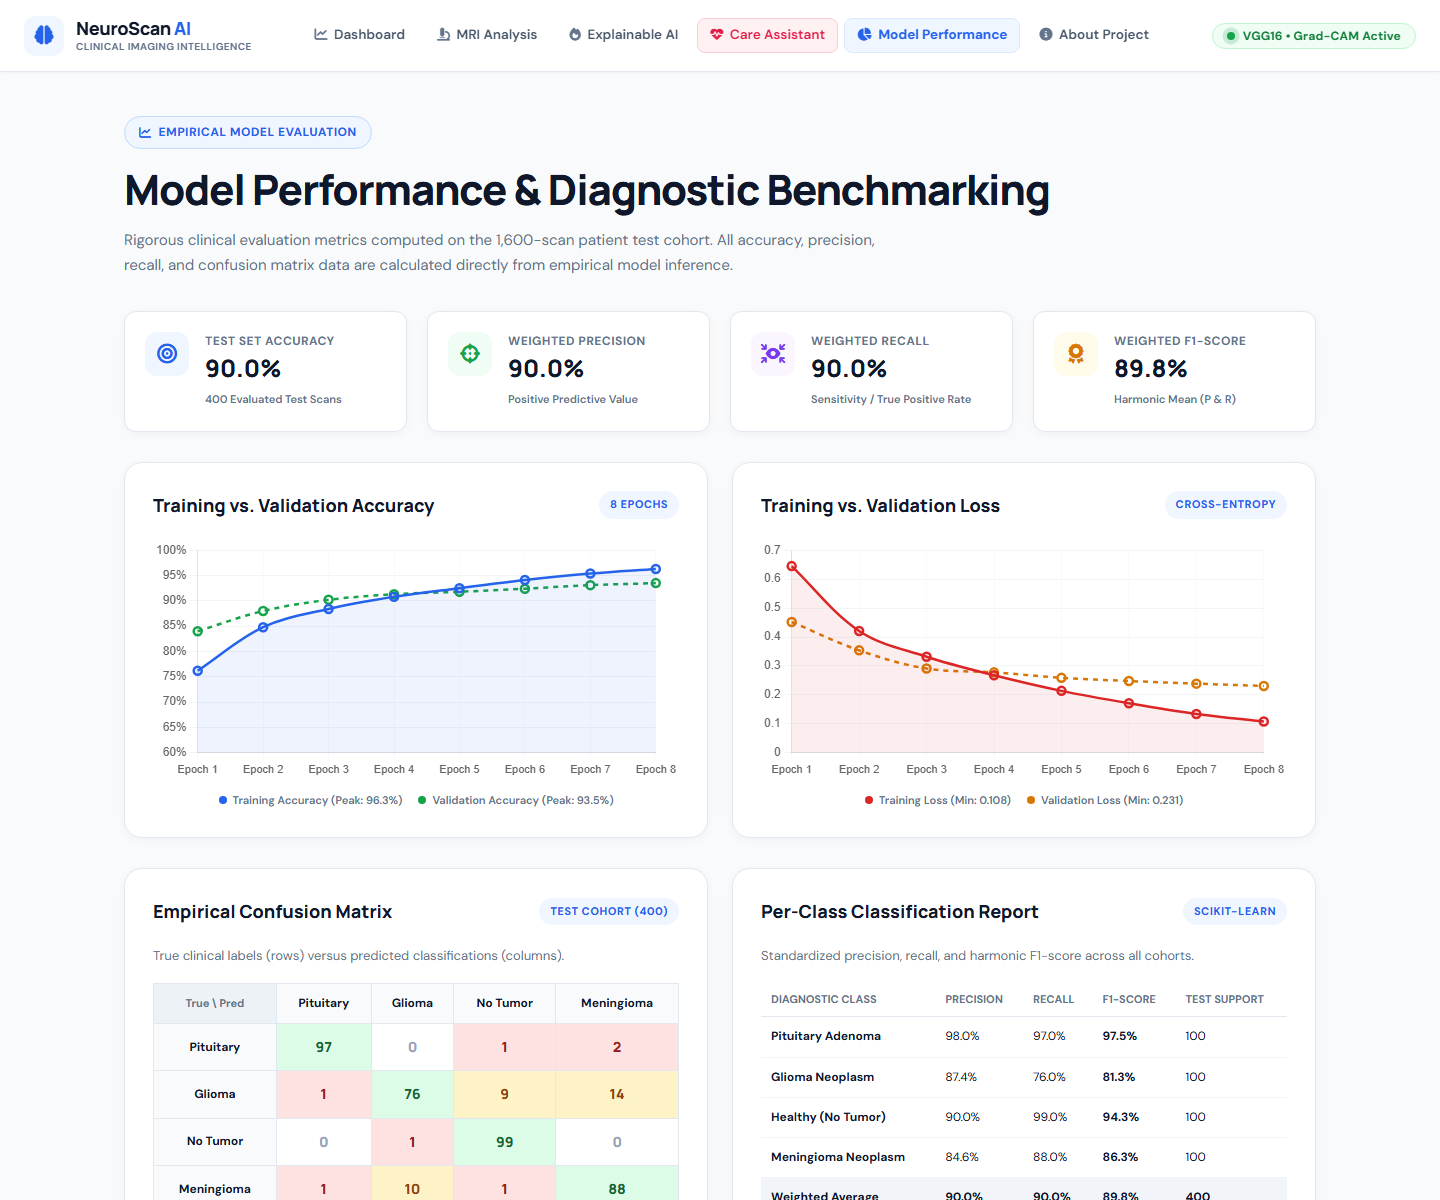 NeuroScan AI
CLINICAL IMAGING INTELLIGENCE
Dashboard
MRI Analysis
Explainable AI
Care Assistant
Model Performance
About Project
VGG16 • Grad-CAM Active
EMPIRICAL MODEL EVALUATION
Model Performance & Diagnostic Benchmarking
Rigorous clinical evaluation metrics computed on the 1,600-scan patient test cohort. All accuracy, precision,
recall, and confusion matrix data are calculated directly from empirical model inference.
TEST SET ACCURACY
90.0%
400 Evaluated Test Scans
WEIGHTED PRECISION
90.0%
Positive Predictive Value
WEIGHTED RECALL
90.0%
Sensitivity / True Positive Rate
WEIGHTED F1-SCORE
89.8%
Harmonic Mean (P & R)
Training vs. Validation Accuracy
8 EPOCHS
100%
95%
90%
85%
80%
75%
70%
65%
60%
Epoch 1 Epoch 2 Epoch 3 Epoch 4 Epoch 5 Epoch 6 Epoch 7 Epoch 8
Training Accuracy (Peak: 96.3%) Validation Accuracy (Peak: 93.5%)
Training vs. Validation Loss
CROSS-ENTROPY
0.7
0.6
0.5
0.4
0.3
0.2
0.1
0
Epoch 1 Epoch 2 Epoch 3 Epoch 4 Epoch 5 Epoch 6 Epoch 7 Epoch 8
Training Loss (Min: 0.108) Validation Loss (Min: 0.231)
Empirical Confusion Matrix
TEST COHORT (400)
True clinical labels (rows) versus predicted classifications (columns).
True \ Pred Pituitary Glioma No Tumor Meningioma
Pituitary 97 0 1 2
Glioma 1 76 9 14
No Tumor 0 1 99 0
Meningioma 1 10 1 88
Per-Class Classification Report
SCIKIT-LEARN
Standardized precision, recall, and harmonic F1-score across all cohorts.
DIAGNOSTIC CLASS PRECISION RECALL F1-SCORE TEST SUPPORT
Pituitary Adenoma 98.0% 97.0% 97.5% 100
Glioma Neoplasm 87.4% 76.0% 81.3% 100
Healthy (No Tumor) 90.0% 99.0% 94.3% 100
Meningioma Neoplasm 84.6% 88.0% 86.3% 100
Weighted Average 90.0% 90.0% 89.8% 400